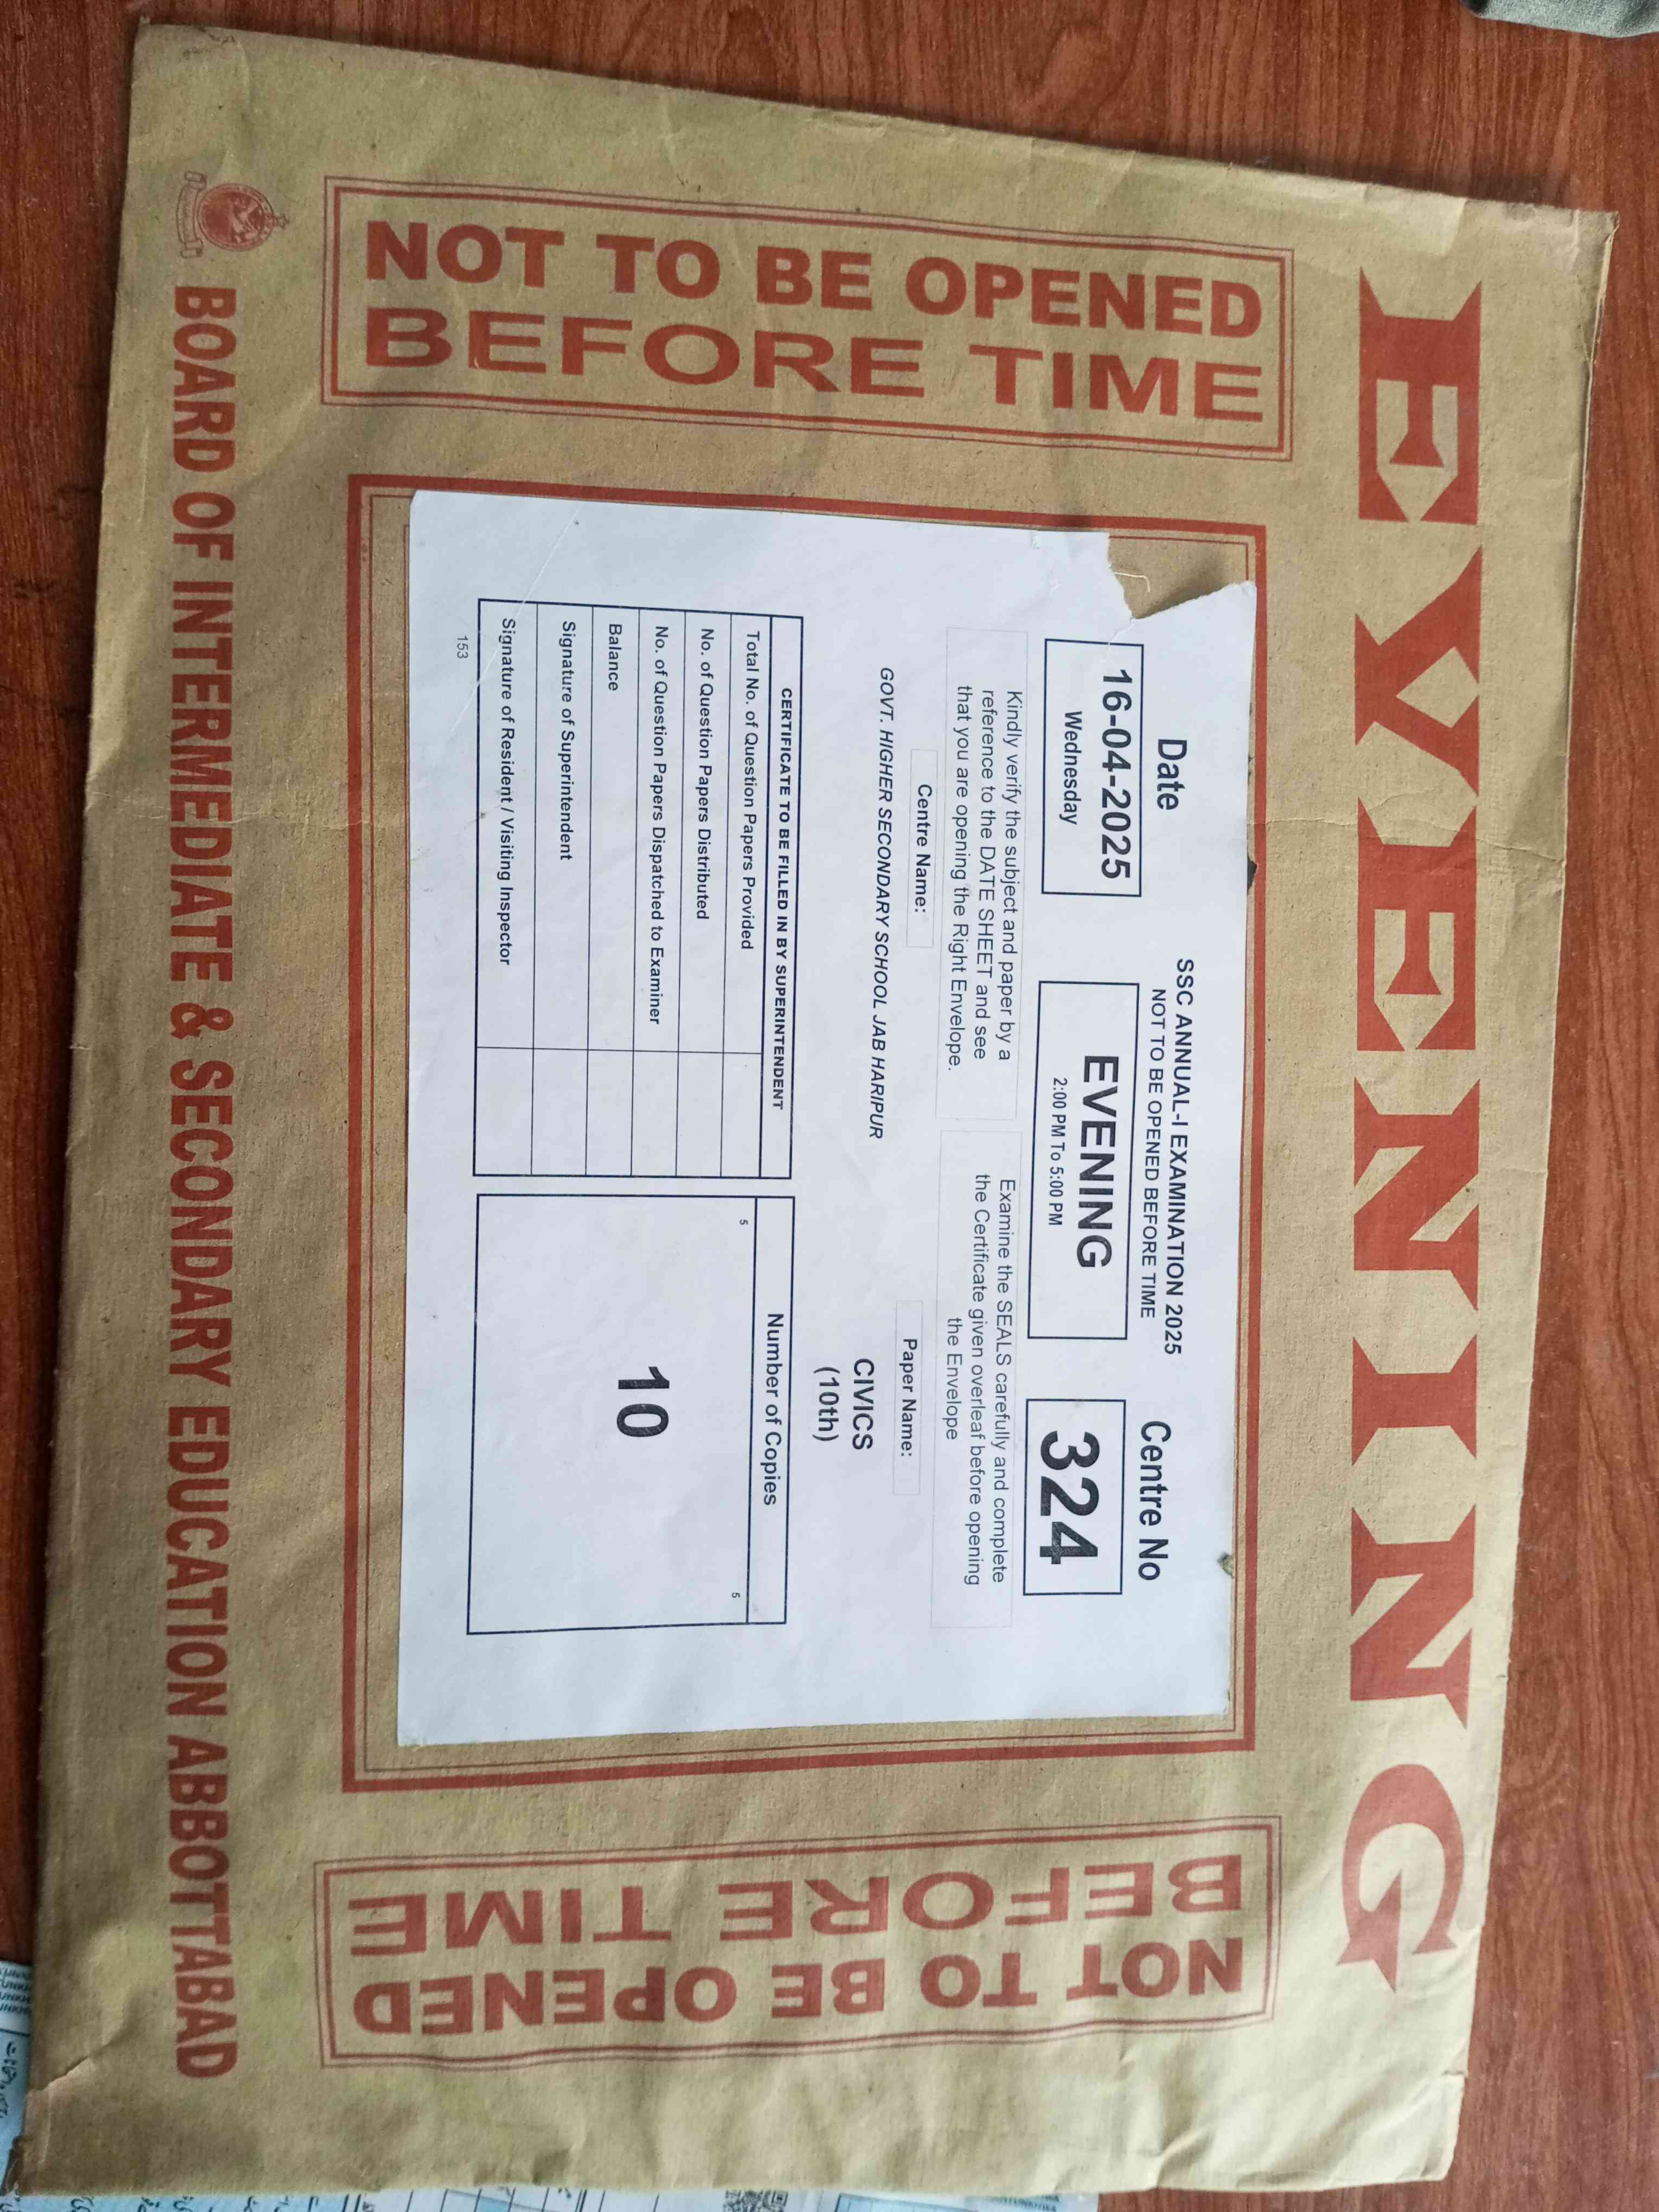 EVENING
NOT TO BE OPENED
BEFORE TIME
Date
16-04-2025
Wednesday
SSC ANNUAL-I EXAMINATION 2025
NOT TO BE OPENED BEFORE TIME
EVENING
2:00 PM To 5:00 PM
Centre No
324
Kindly verify the subject and paper by a
reference to the DATE SHEET and see
that you are opening the Right Envelope.
Examine the SEALS carefully and complete
the Certificate given overleaf before opening
the Envelope
Centre Name:
GOVT. HIGHER SECONDARY SCHOOL JAB HARIPUR
Paper Name:
CIVICS
(10th)
CERTIFICATE TO BE FILLED IN BY SUPERINTENDENT
Total No. of Question Papers Provided
No. of Question Papers Distributed
No. of Question Papers Dispatched to Examiner
Balance
Signature of Superintendent
Signature of Resident / Visiting Inspector
153
Number of Copies
5 5
10
NOT TO BE OPENED
BEFORE TIME
BOARD OF INTERMEDIATE & SECONDARY EDUCATION ABBOTTABAD